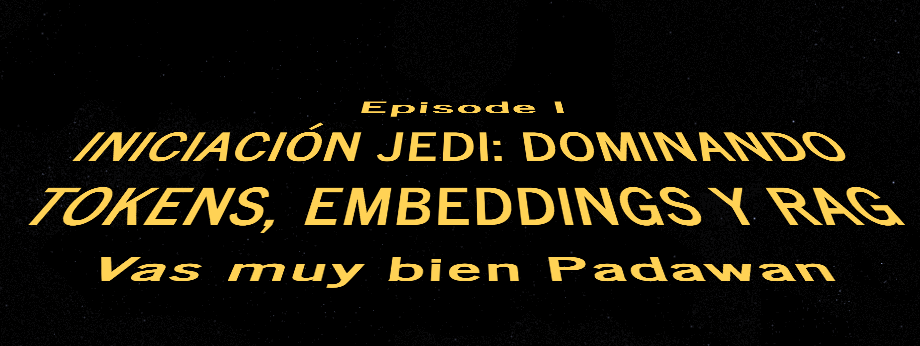 Episode I
INICIACIÓN JEDI: DOMINANDO
TOKENS, EMBEDDINGS Y RAG
Vas muy bien Padawan